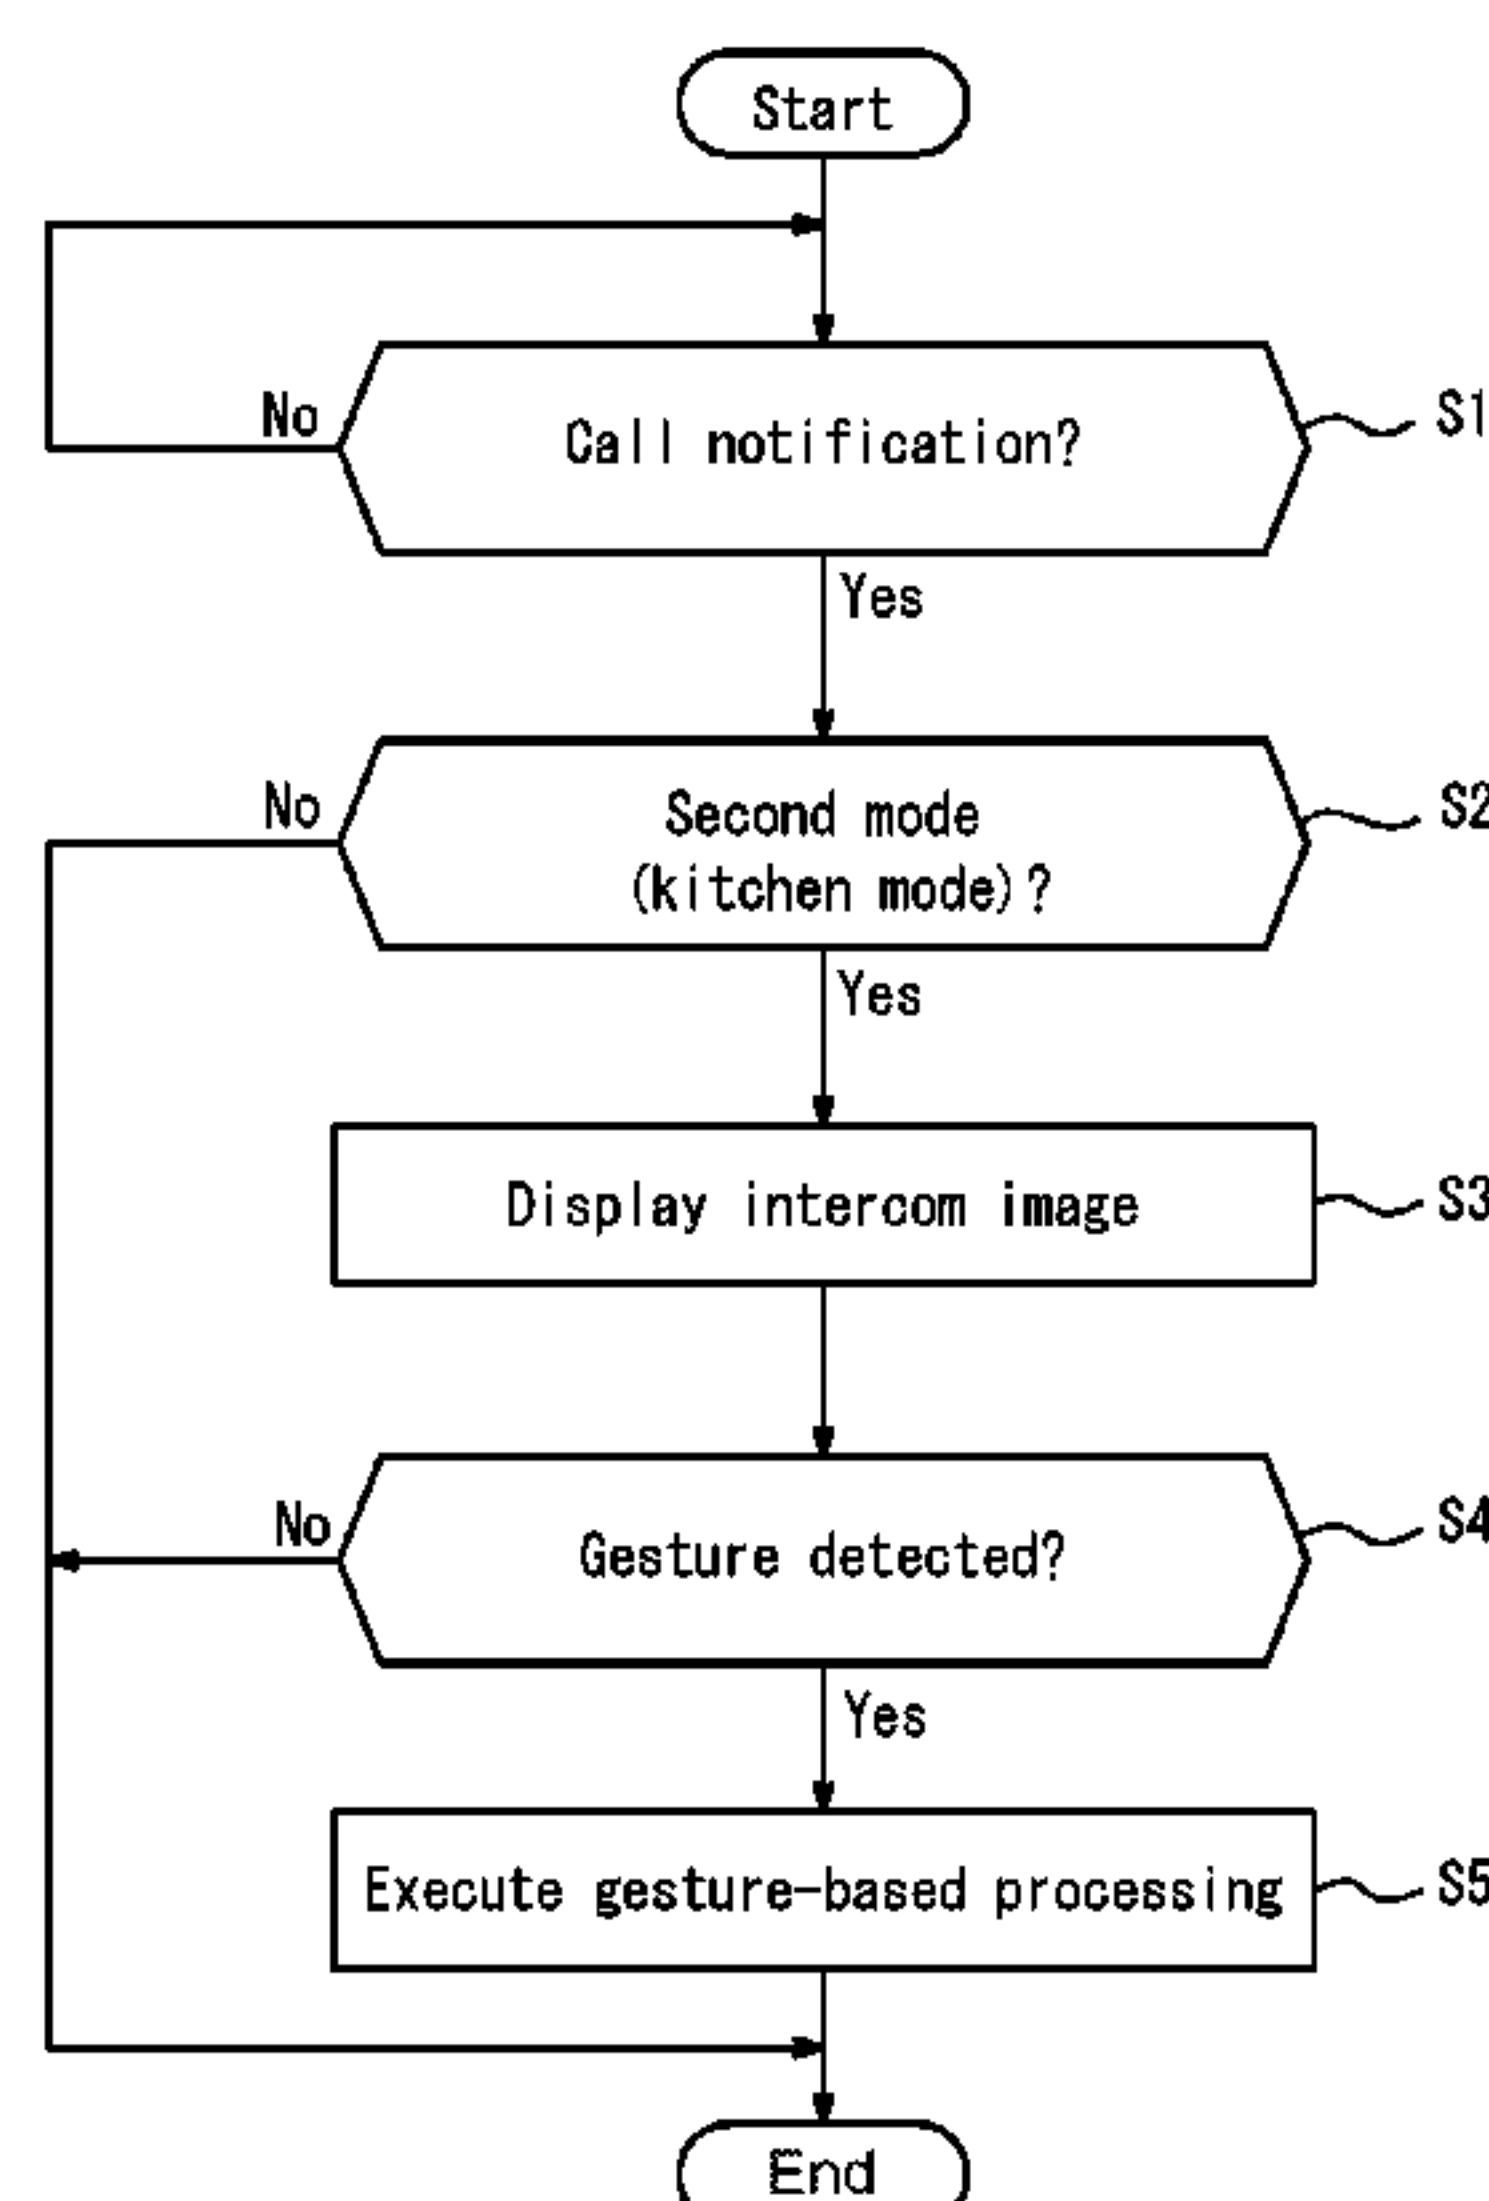 Start
No
Call notification?
S1
Yes
No
Second mode
(kitchen mode)?
S2
Yes
Display intercom image
S3
No
Gesture detected?
S4
Yes
Execute gesture-based processing
S5
End